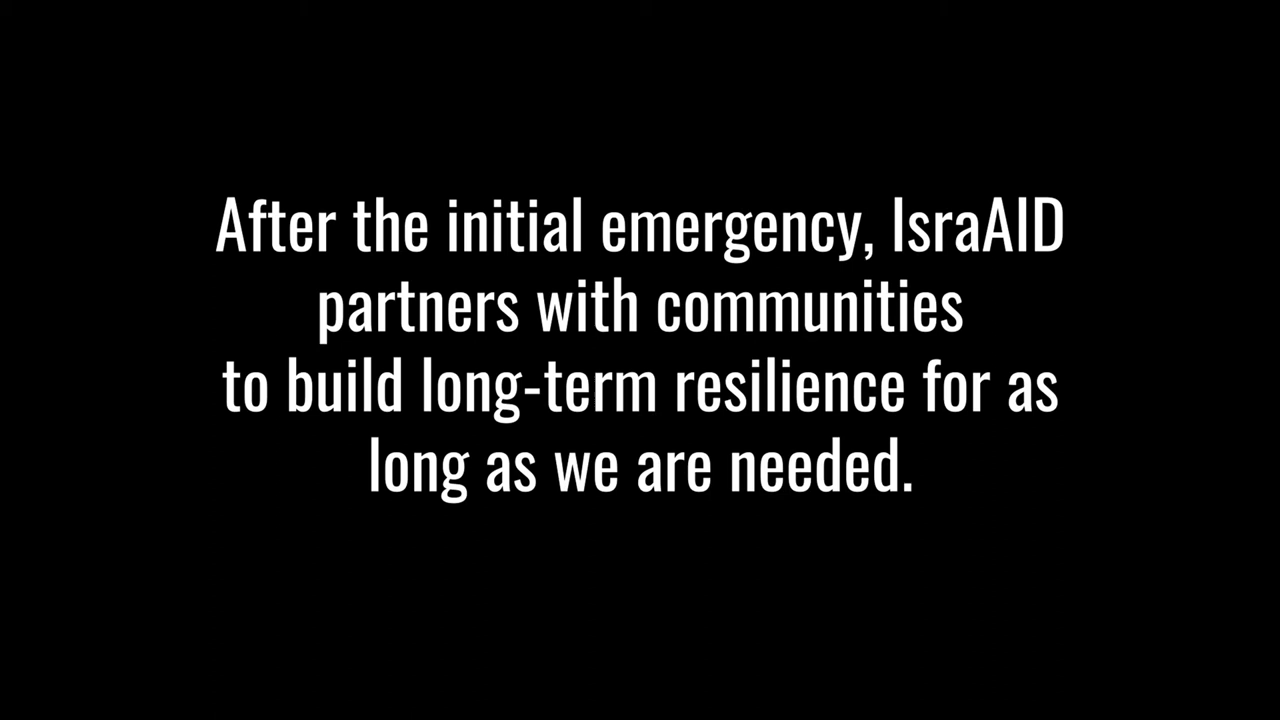 After the initial emergency, IsraAID
partners with communities
to build long-term resilience for as
long as we are needed.